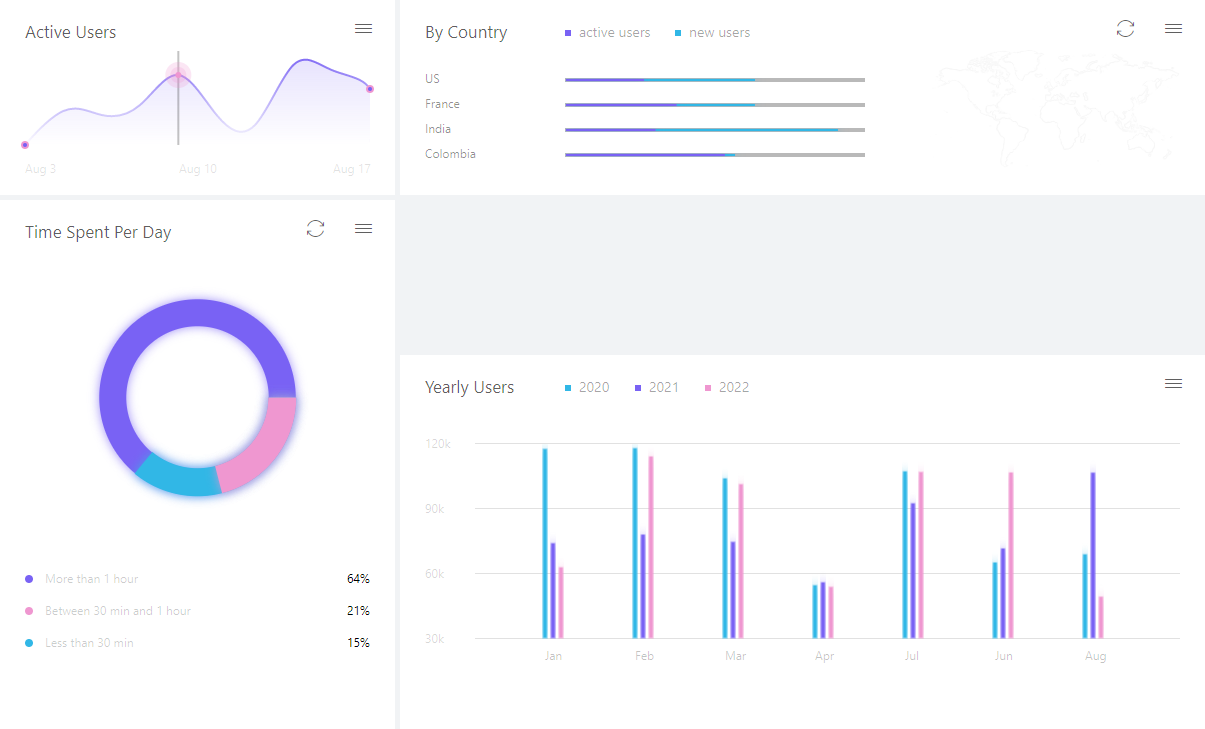 Active Users
Aug 3 Aug 10 Aug 17
By Country active users new users
US
France
India
Colombia
Time Spent Per Day
More than 1 hour 64%
Between 30 min and 1 hour 21%
Less than 30 min 15%
Yearly Users 2020 2021 2022
120k
90k
60k
30k
Jan Feb Mar Apr Jul Jun Aug